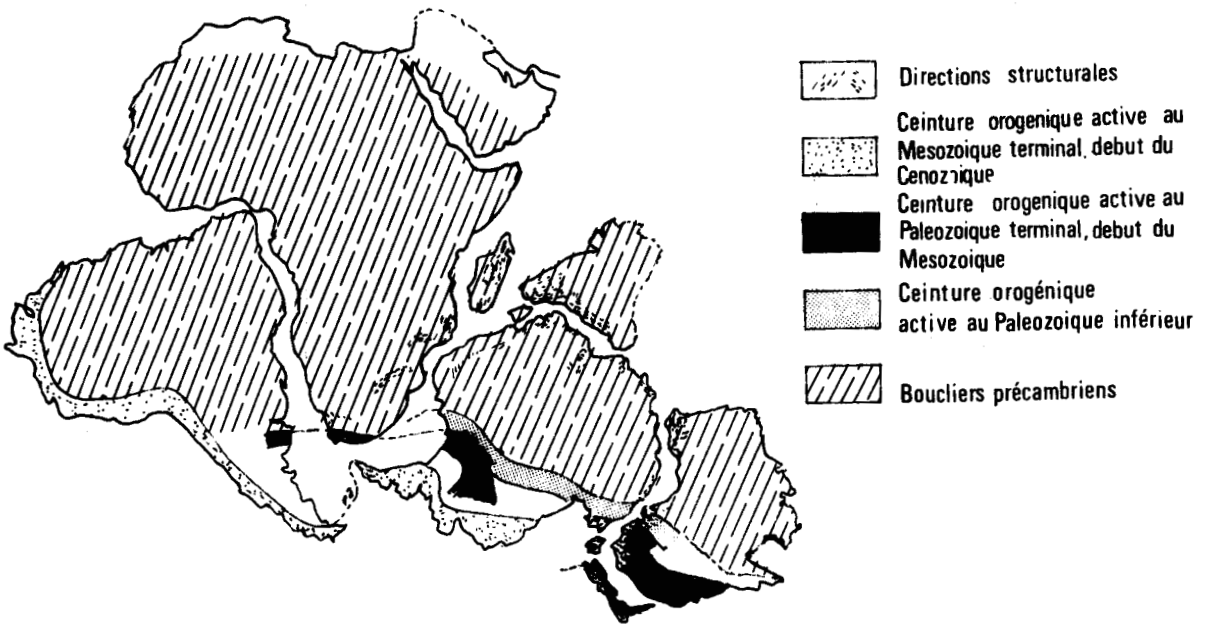 Directions structurales
Ceinture orogenique active au
Mesozoique terminal, debut du
Cenozoique
Ceinture orogenique active au
Paleozoique terminal, debut du
Mesozoique
Ceinture orogénique
active au Paleozoique inférieur
Boucliers précambriens